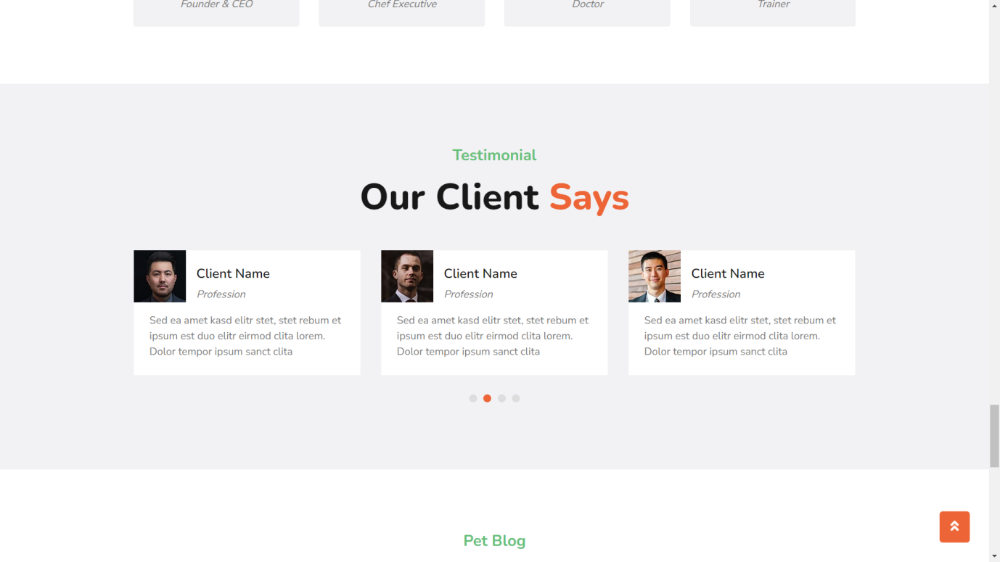 Founder & CEO
Chef Executive
Doctor
Trainer
Testimonial
Our Client Says
Client Name
Profession
Sed ea amet kasd elitr stet, stet rebum et
ipsum est duo elitr eirmod clita lorem.
Dolor tempor ipsum sanct clita
Client Name
Profession
Sed ea amet kasd elitr stet, stet rebum et
ipsum est duo elitr eirmod clita lorem.
Dolor tempor ipsum sanct clita
Client Name
Profession
Sed ea amet kasd elitr stet, stet rebum et
ipsum est duo elitr eirmod clita lorem.
Dolor tempor ipsum sanct clita
Pet Blog